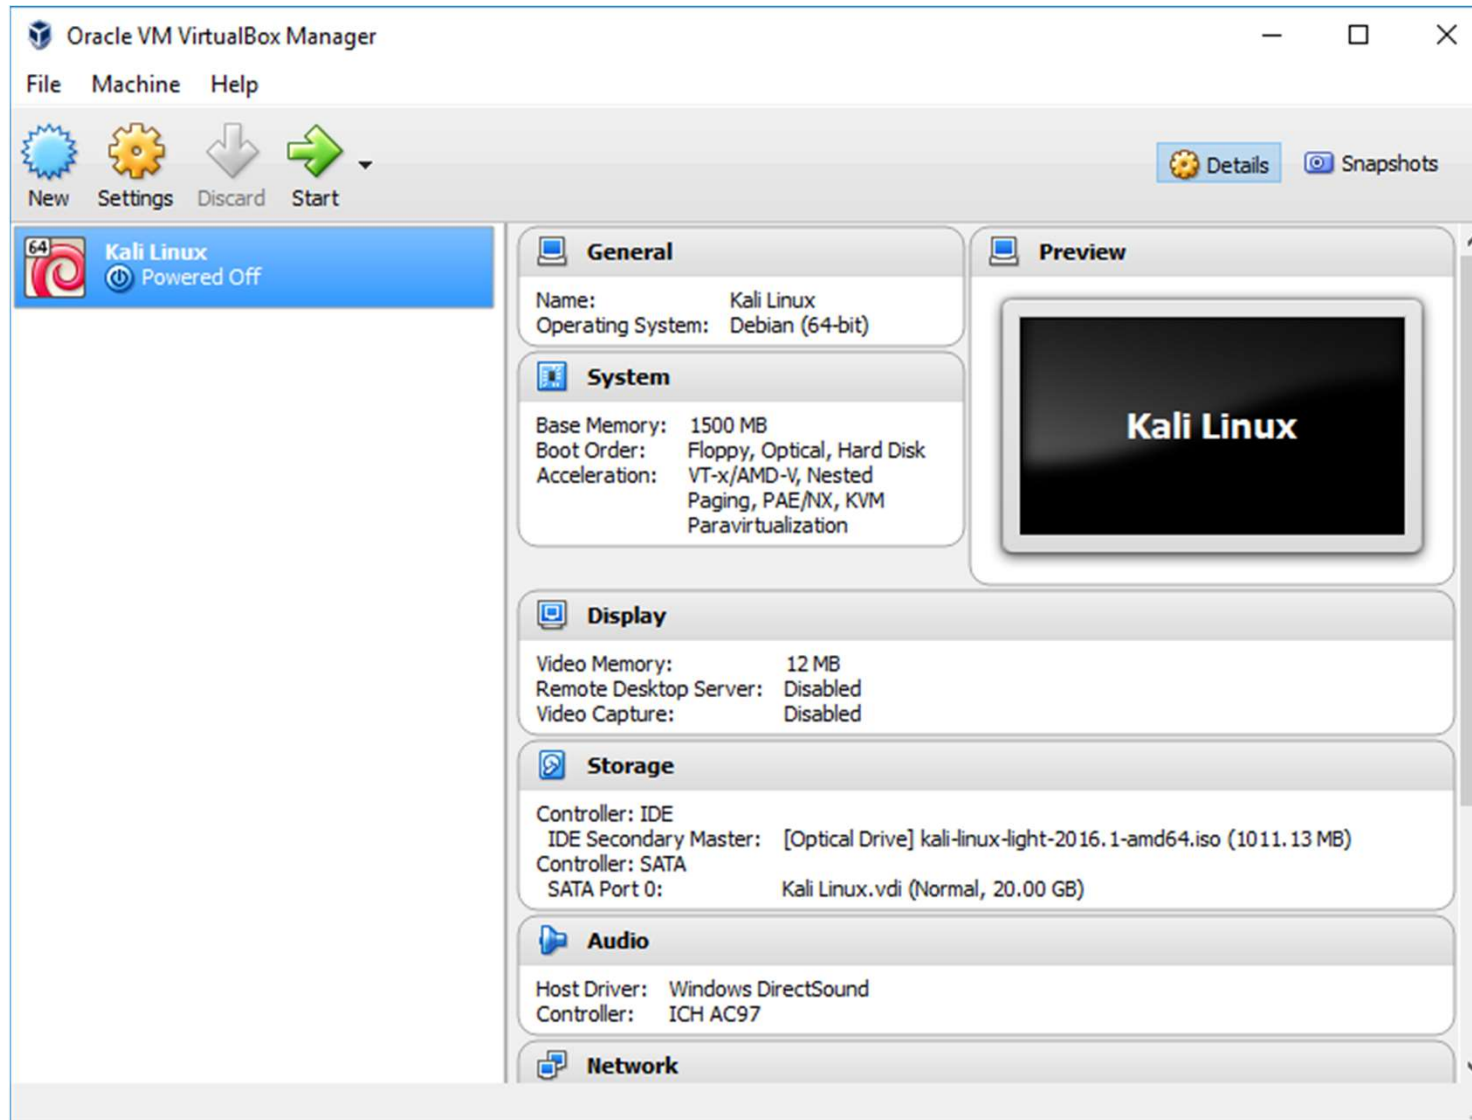 Oracle VM VirtualBox Manager
File Machine Help
New Settings Discard Start
Details Snapshots
64
Kali Linux
Powered Off
General
Name: Kali Linux
Operating System: Debian (64-bit)
System
Base Memory: 1500 MB
Boot Order: Floppy, Optical, Hard Disk
Acceleration: VT-x/AMD-V, Nested
Paging, PAE/NX, KVM
Paravirtualization
Preview
Kali Linux
Display
Video Memory: 12 MB
Remote Desktop Server: Disabled
Video Capture: Disabled
Storage
Controller: IDE
IDE Secondary Master: [Optical Drive] kali-linux-light-2016.1-amd64.iso (1011.13 MB)
Controller: SATA
SATA Port 0: Kali Linux.vdi (Normal, 20.00 GB)
Audio
Host Driver: Windows DirectSound
Controller: ICH AC97
Network